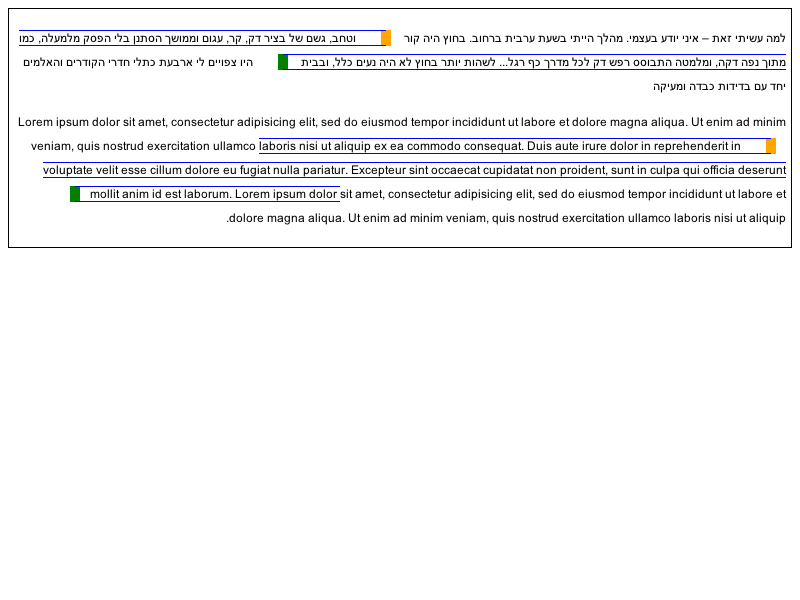 למה עשיתי זאת – איני יודע בעצמי. מהלך הייתי בשעת ערבית ברחוב. בחוץ היה קור וטחב, גשם של בציר דק, קר, עגום וממושך הסתנן בלי הפסק מלמעלה, כמו
מתוך נפה דקה, ומלמטה התבוסס רפש דק לכל מדרך כף רגל... לשהות יותר בחוץ לא היה נעים כלל, ובבית היו צפויים לי ארבעת כתלי חדרי הקודרים והאלמים
יחד עם בדידות כבדה ומעיקה
Lorem ipsum dolor sit amet, consectetur adipisicing elit, sed do eiusmod tempor incididunt ut labore et dolore magna aliqua. Ut enim ad minim
veniam, quis nostrud exercitation ullamco laboris nisi ut aliquip ex ea commodo consequat. Duis aute irure dolor in reprehenderit in
voluptate velit esse cillum dolore eu fugiat nulla pariatur. Excepteur sint occaecat cupidatat non proident, sunt in culpa qui officia deserunt
mollit anim id est laborum. Lorem ipsum dolor sit amet, consectetur adipisicing elit, sed do eiusmod tempor incididunt ut labore et
.dolore magna aliqua. Ut enim ad minim veniam, quis nostrud exercitation ullamco laboris nisi ut aliquip